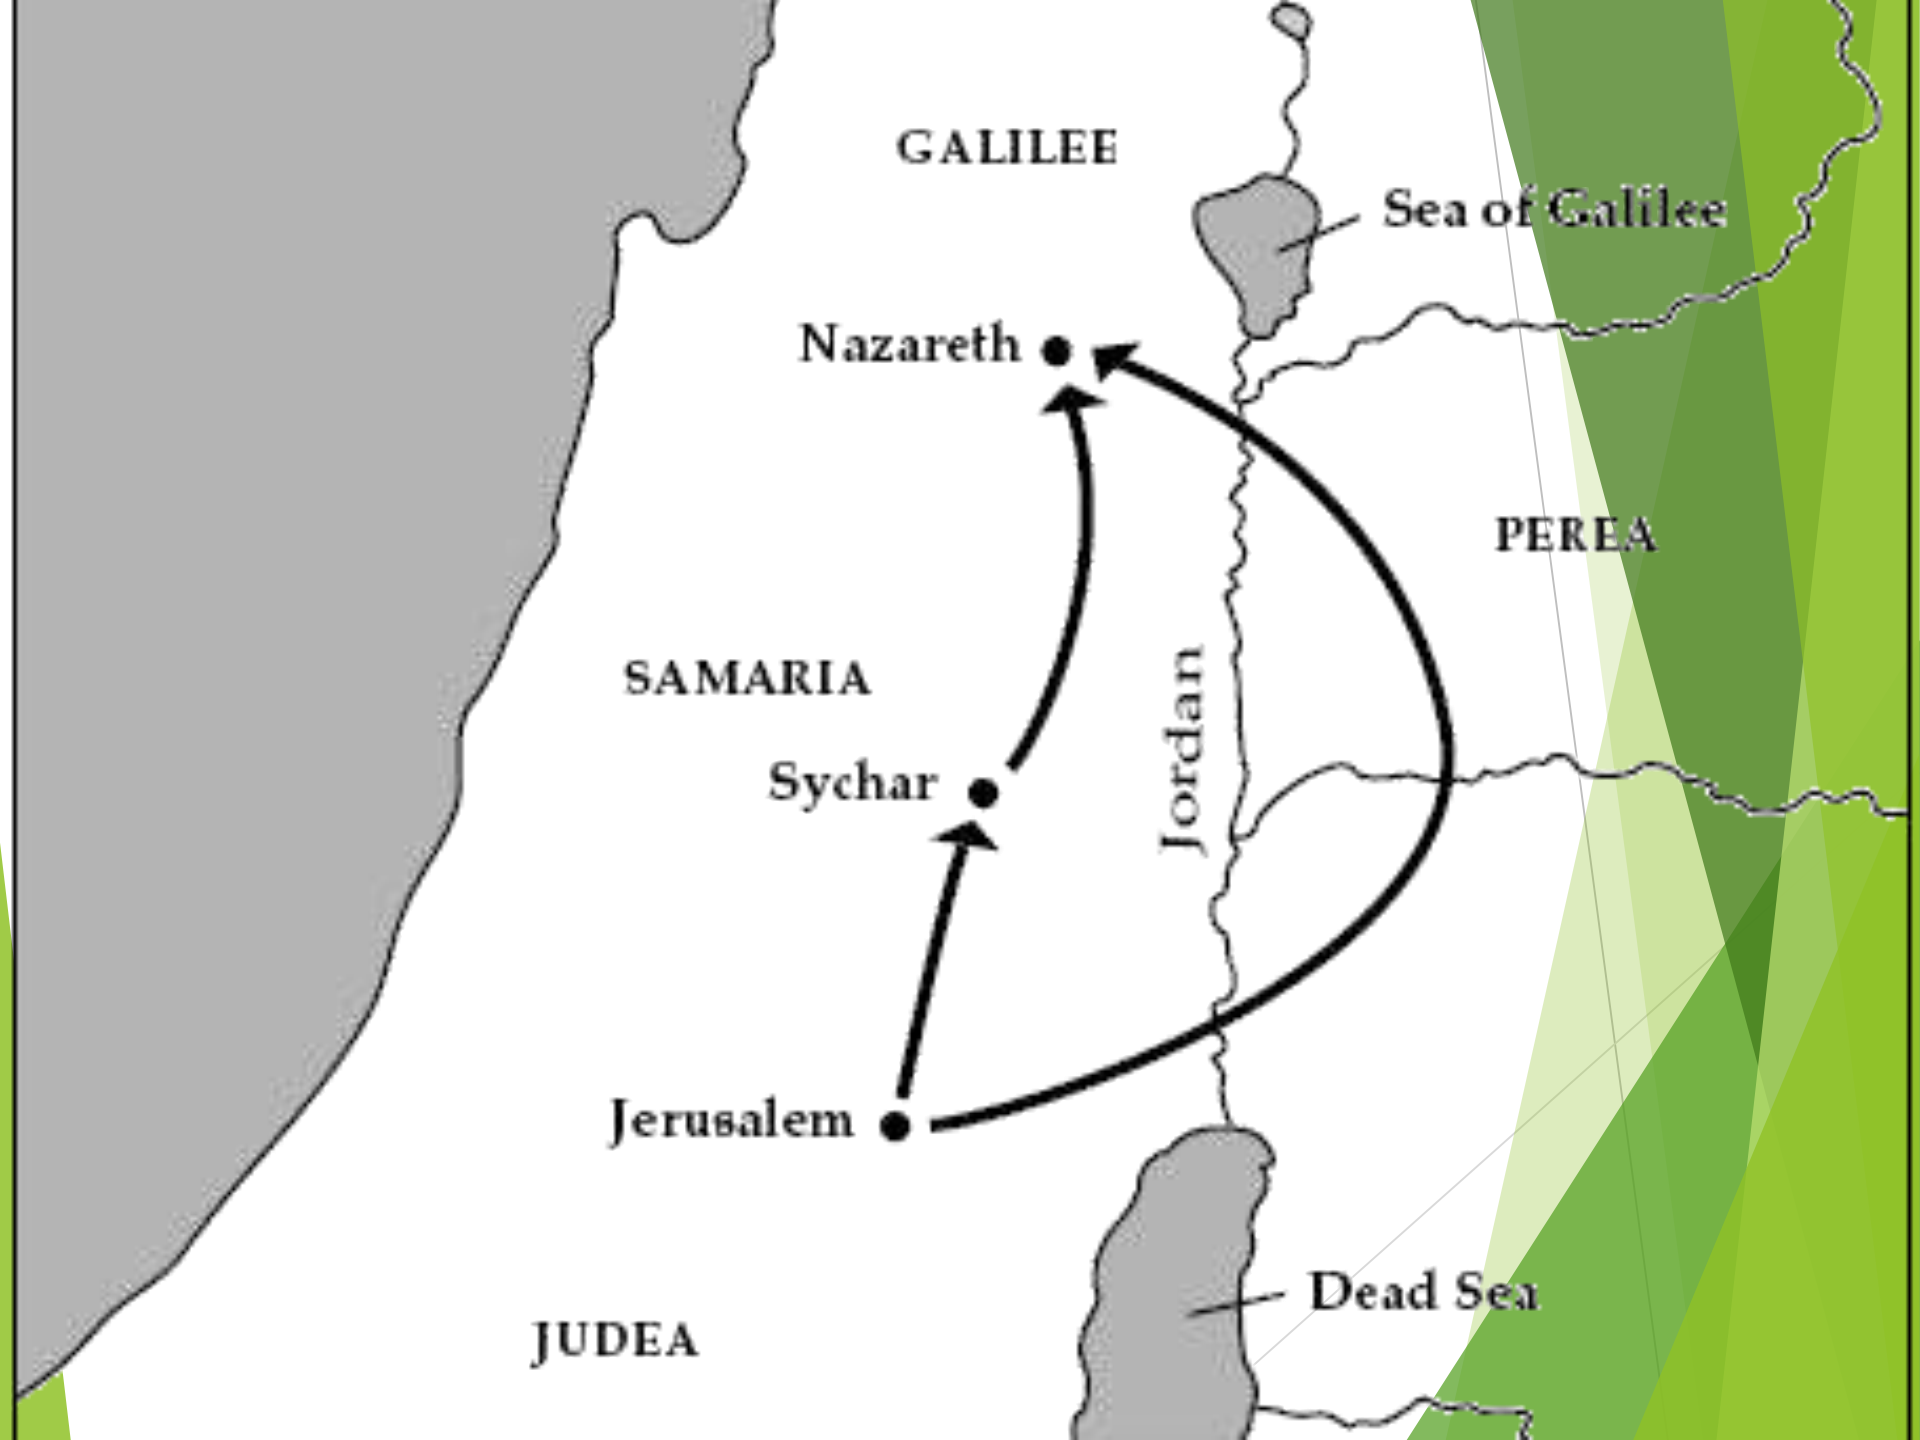 GALILEE
Sea of Galilee
Nazareth
PEREA
SAMARIA
Jordan
Sychar
Jerusalem
Dead Sea
JUDEA